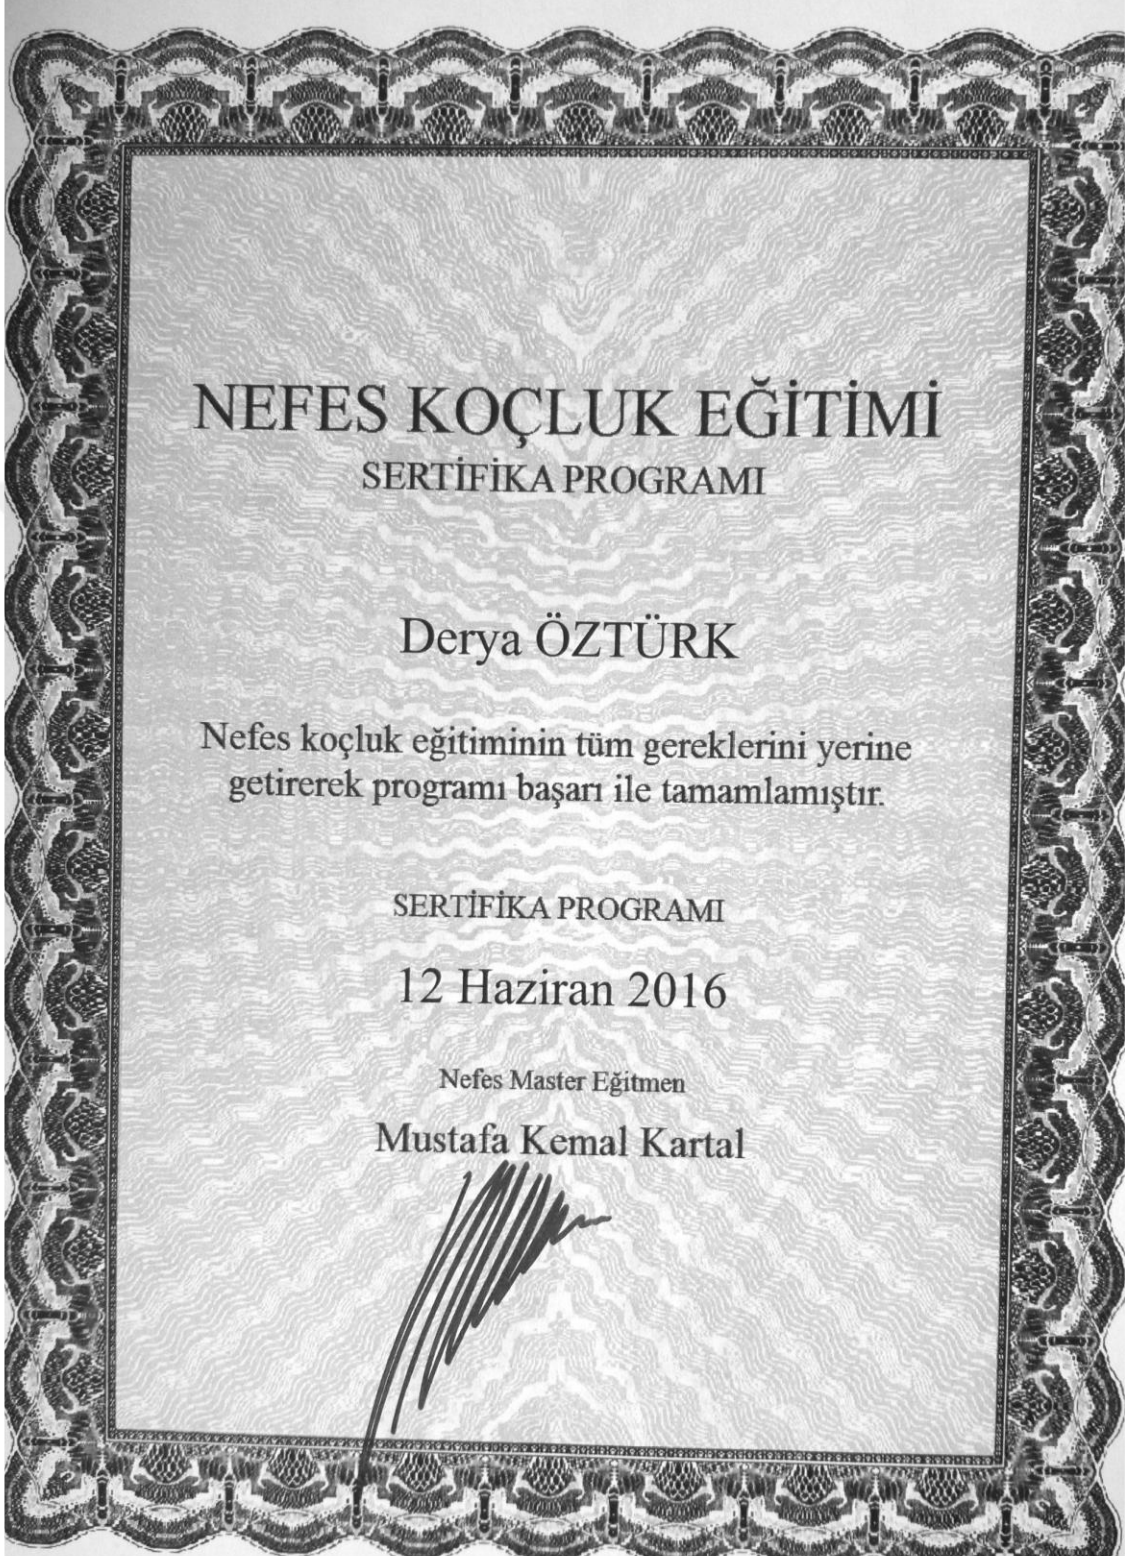 NEFES KOÇLUK EĞİTİMİ
SERTİFİKA PROGRAMI
Derya ÖZTÜRK
Nefes koçluk eğitiminin tüm gereklerini yerine
getirerek programı başarı ile tamamlamıştır.
SERTİFİKA PROGRAMI
12 Haziran 2016
Nefes Master Eğitmen
Mustafa Kemal Kartal